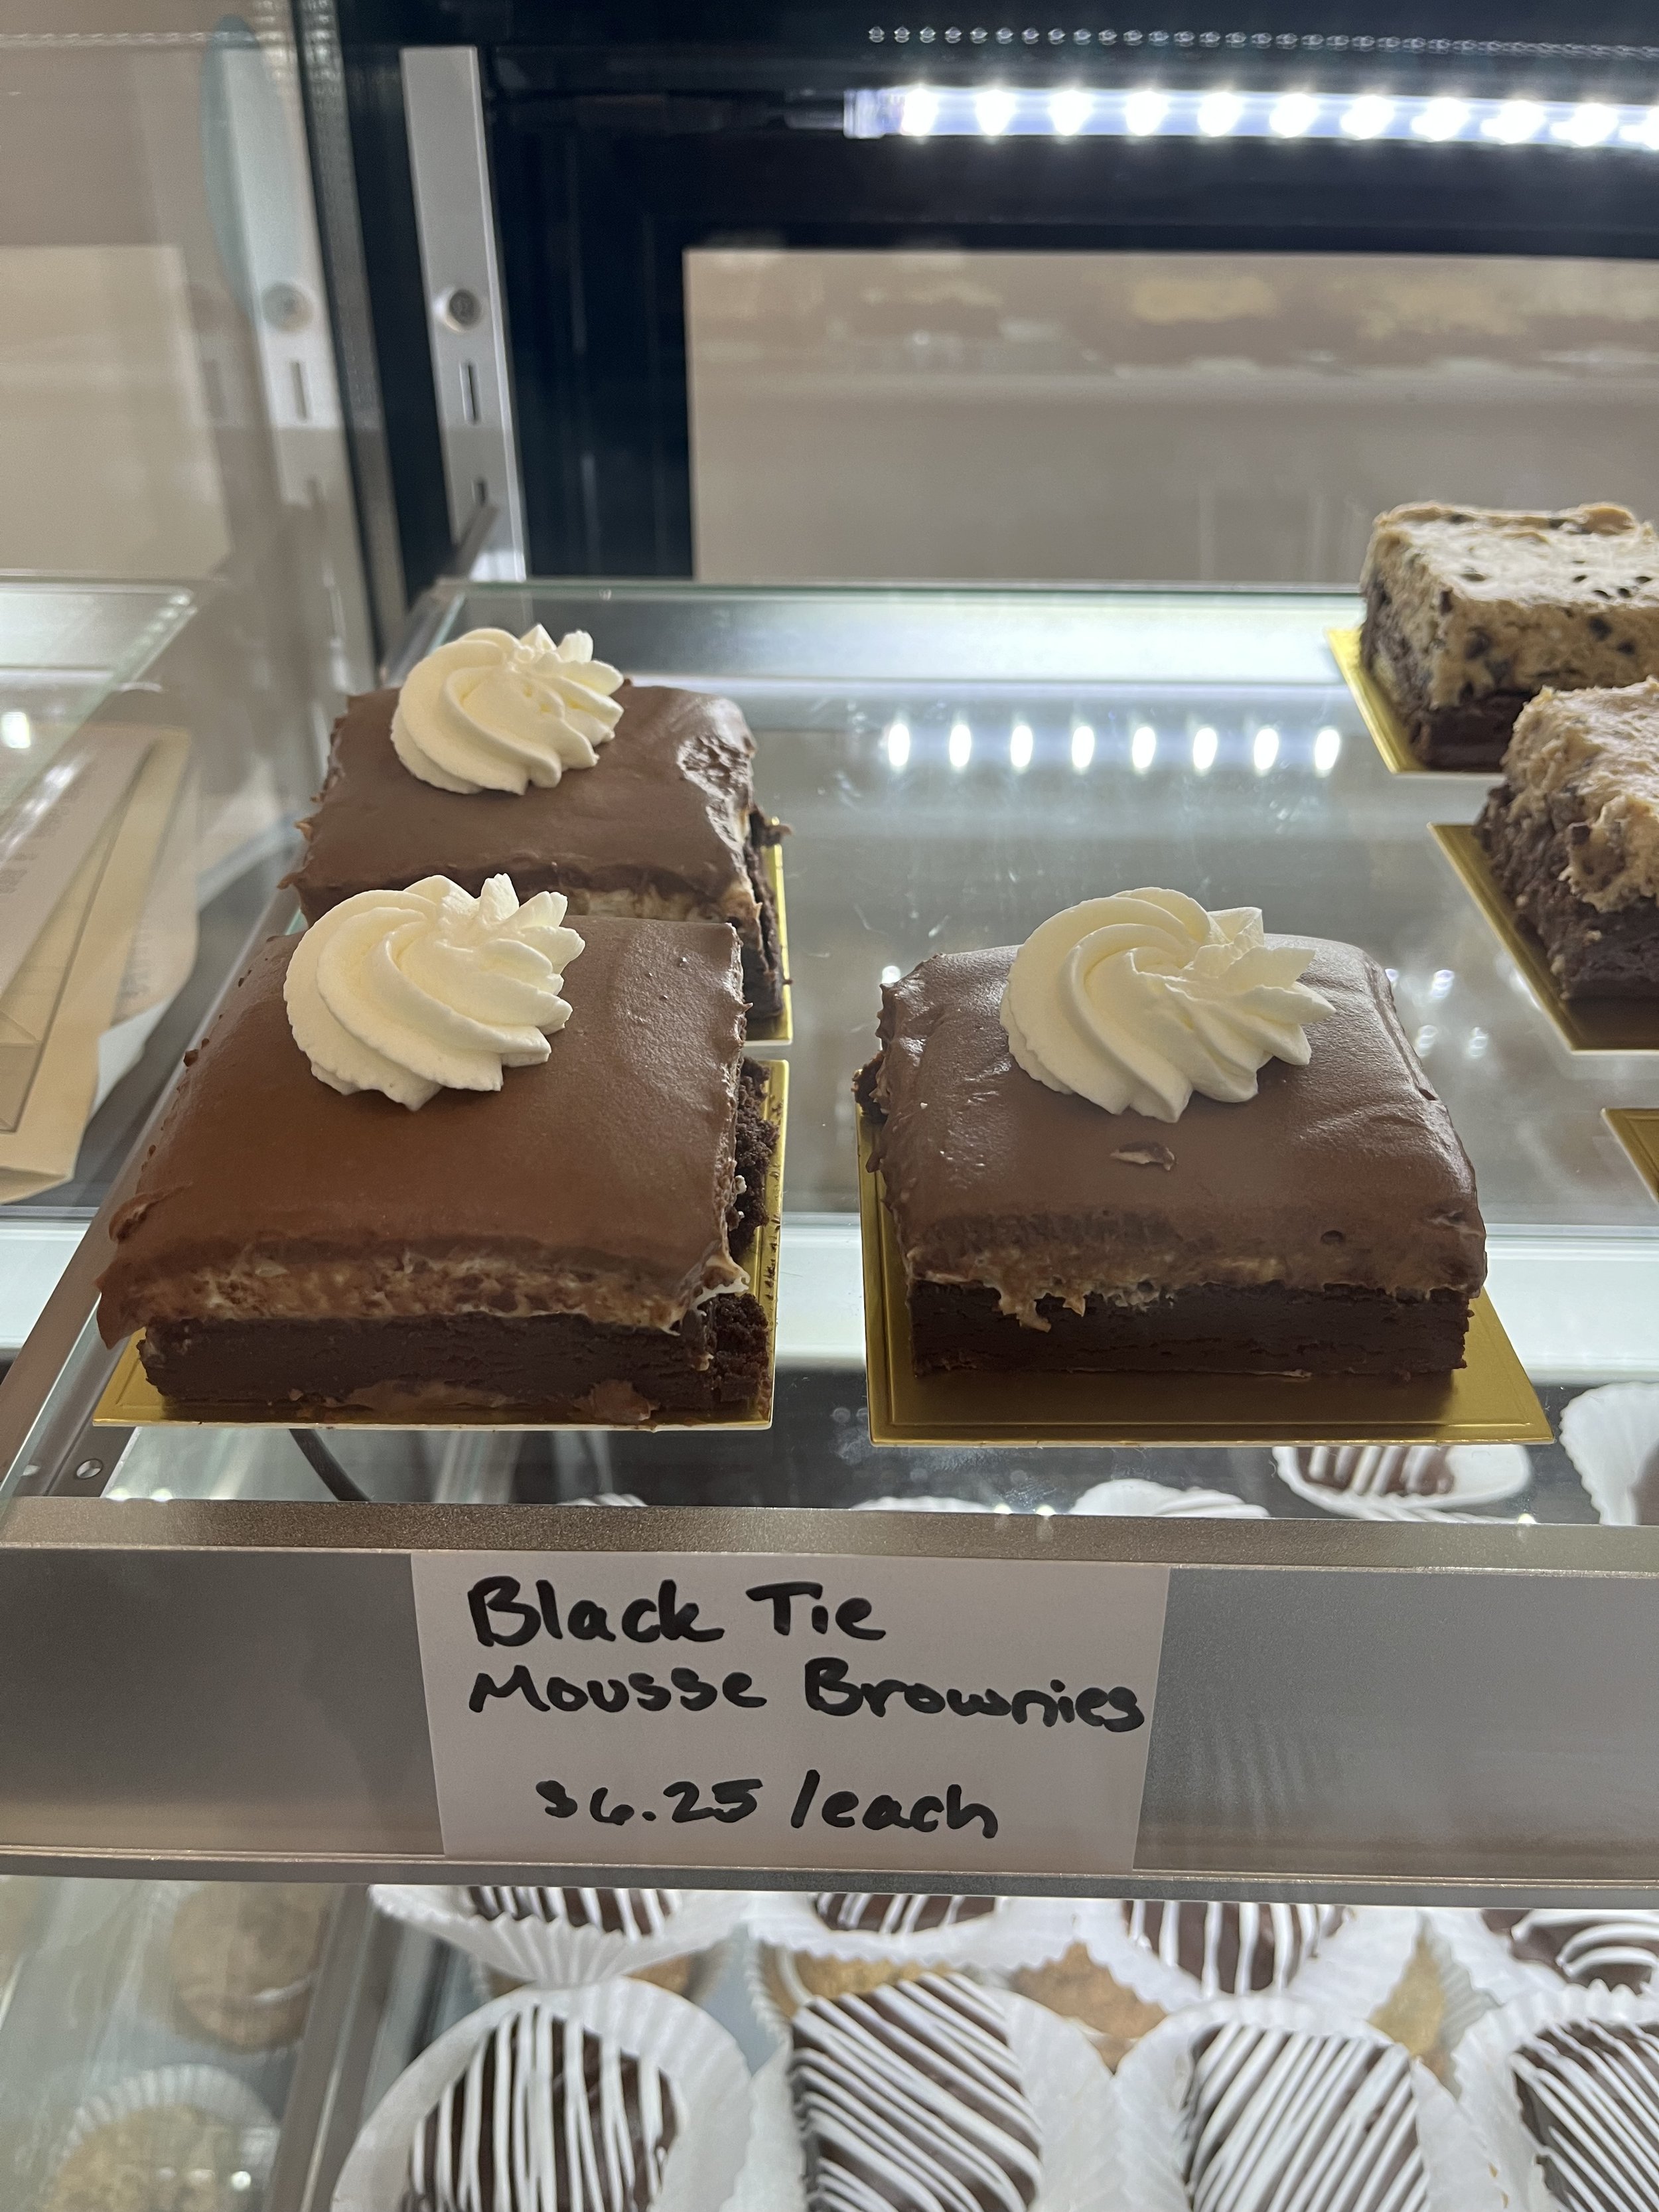 Black Tie
Mousse Brownies
$6.25/each